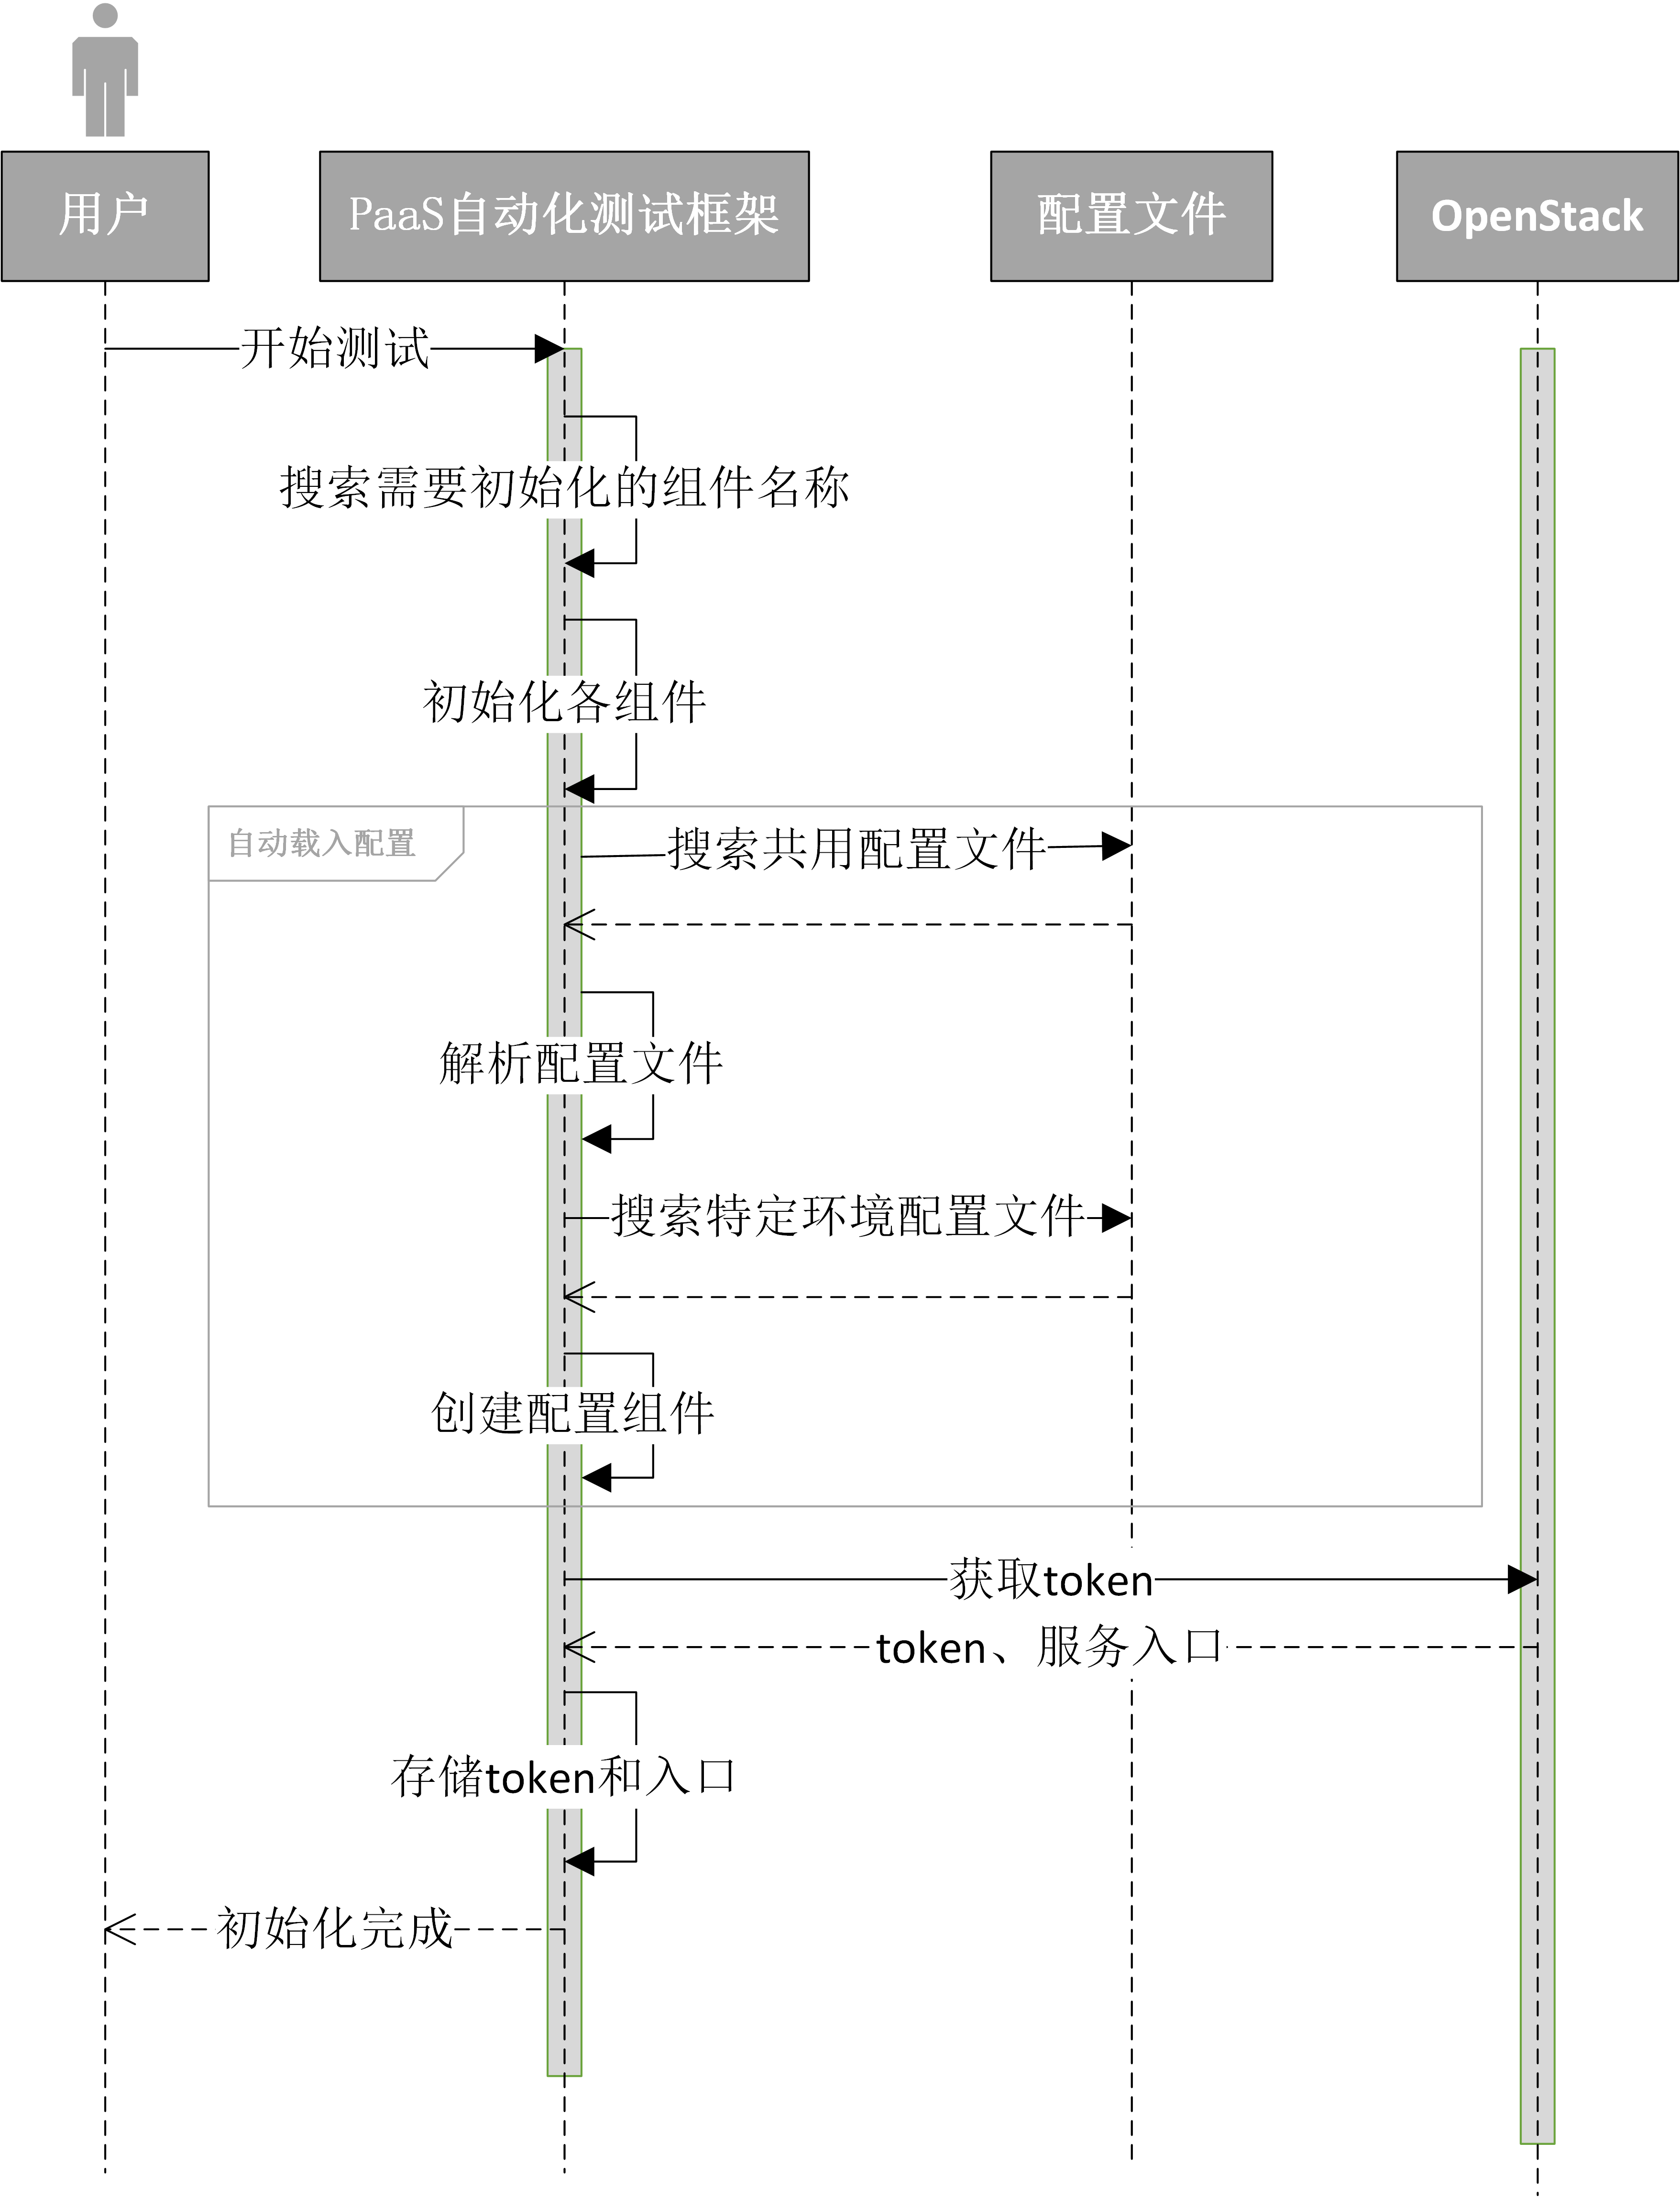 用户
PaaS自动化测试框架
配置文件
OpenStack
开始测试
搜索需要初始化的组件名称
初始化各组件
自动载入配置
搜索共用配置文件
解析配置文件
搜索特定环境配置文件
创建配置组件
获取token
token、服务入口
存储token和入口
初始化完成